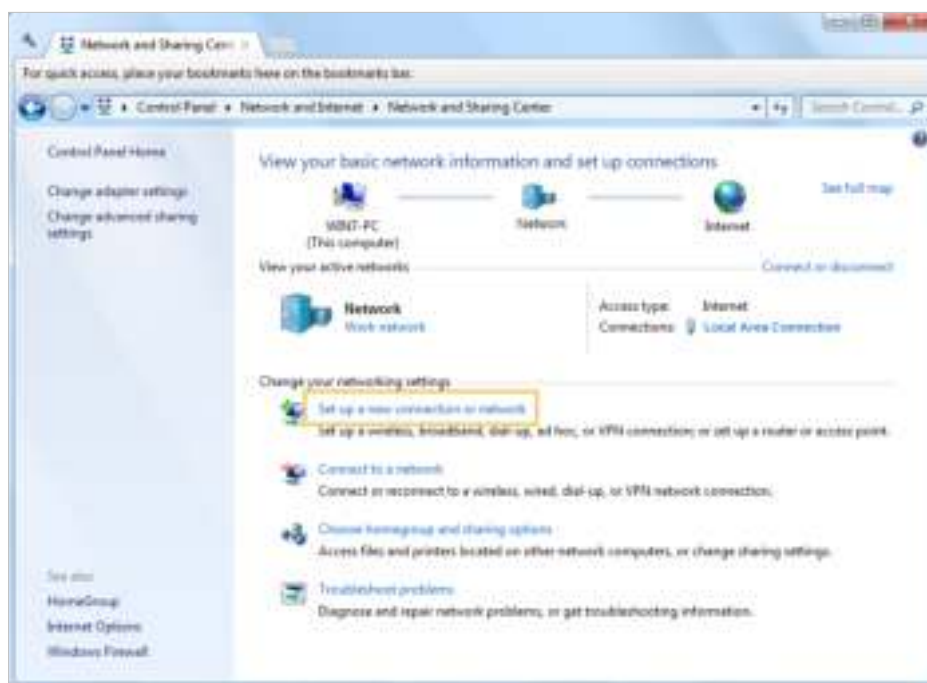 Network and Sharing Cen
For quick access, place your bookmarks here on the bookmarks bar.
Control Panel Network and Internet Network and Sharing Center
Search Control...
Control Panel Home
Change adapter settings
Change advanced sharing
settings
View your basic network information and set up connections
See full map
WIN7-PC
(This computer)
Network
Internet
View your active networks
Connect or disconnect
Network
Work network
Access type: Internet
Connections: Local Area Connection
Change your networking settings
Set up a new connection or network
Set up a wireless, broadband, dial-up, ad hoc, or VPN connection; or set up a router or access point.
Connect to a network
Connect or reconnect to a wireless, wired, dial-up, or VPN network connection.
Choose homegroup and sharing options
Access files and printers located on other network computers, or change sharing settings.
Troubleshoot problems
Diagnose and repair network problems, or get troubleshooting information.
See also
HomeGroup
Internet Options
Windows Firewall